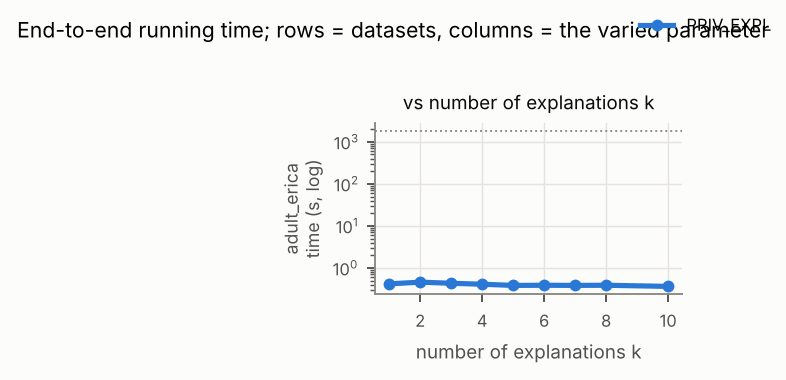 End-to-end running time; rows = datasets, columns = the varied parameter
PRIV_EXPL
vs number of explanations k
adult_erica
time (s, log)
10³
10²
10¹
10⁰
2 4 6 8 10
number of explanations k